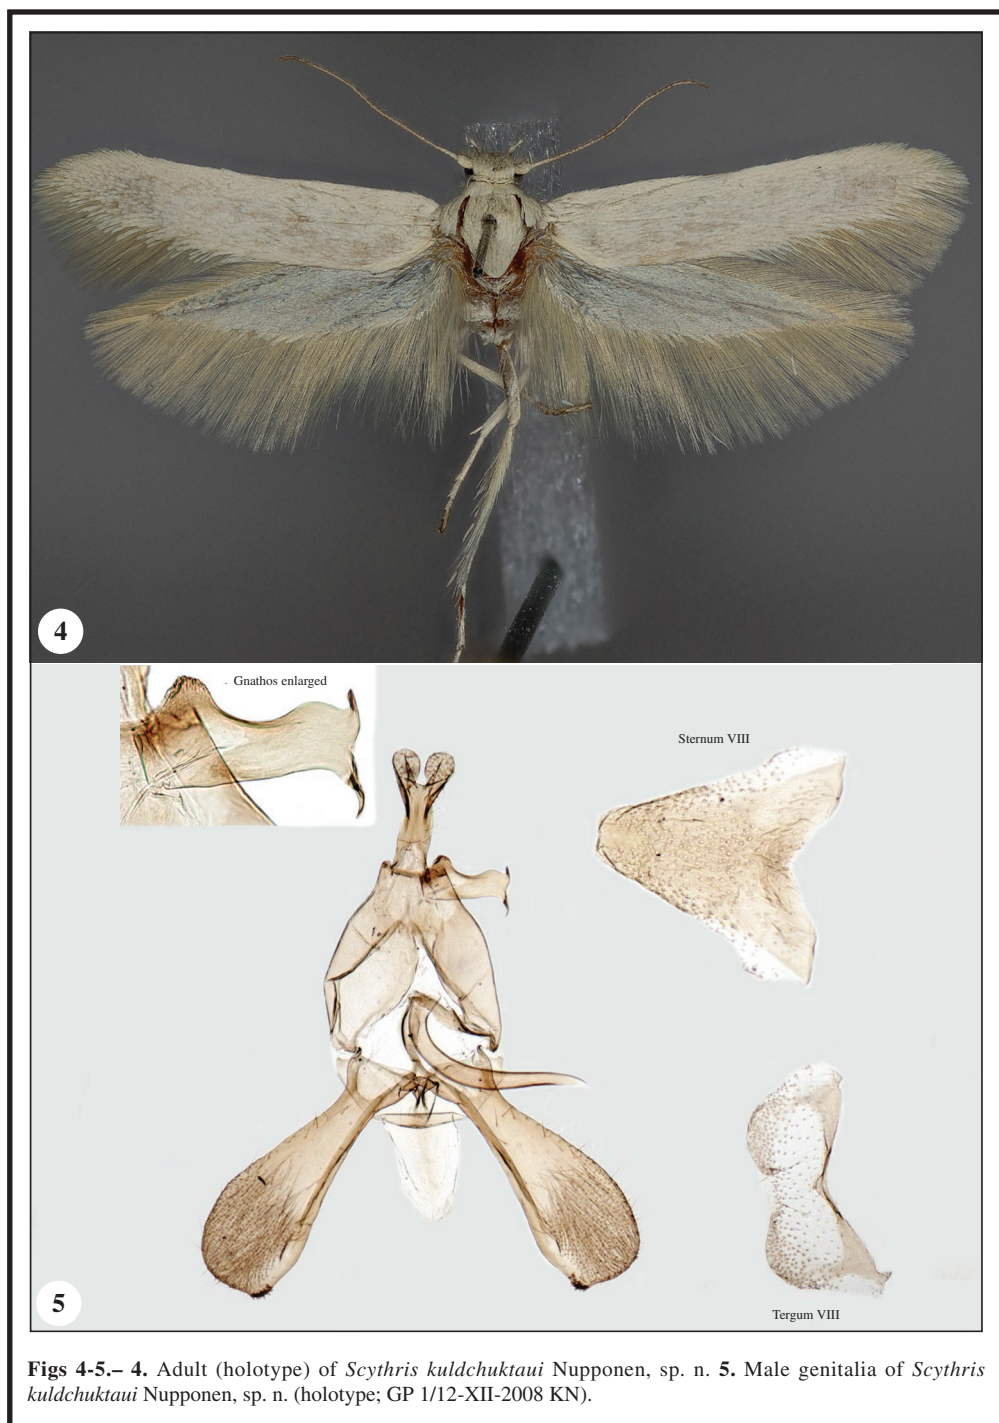 4
Gnathos enlarged
Sternum VIII
5
Tergum VIII
Figs 4-5.– 4. Adult (holotype) of Scythris kuldchuktaui Nupponen, sp. n. 5. Male genitalia of Scythris
kuldchuktaui Nupponen, sp. n. (holotype; GP 1/12-XII-2008 KN).